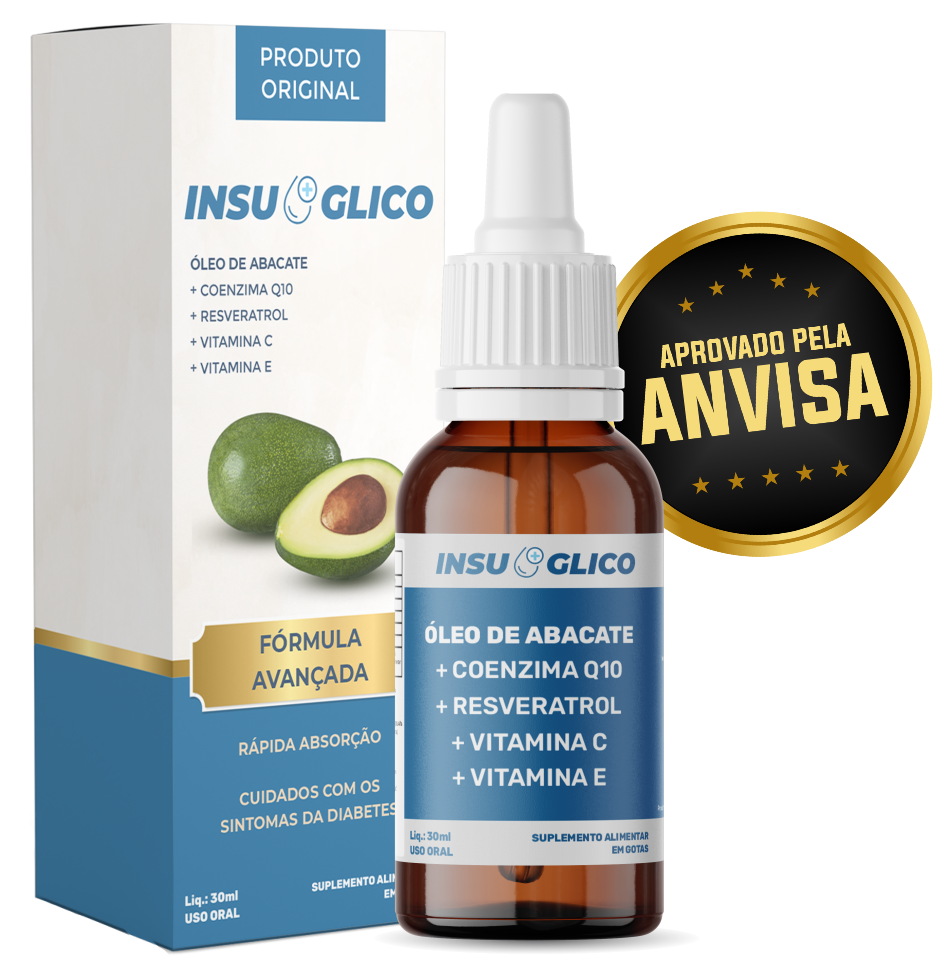 PRODUTO
ORIGINAL
INSU GLICO
ÓLEO DE ABACATE
+ COENZIMA Q10
+ RESVERATROL
+ VITAMINA C
+ VITAMINA E
FÓRMULA
AVANÇADA
RÁPIDA ABSORÇÃO
CUIDADOS COM OS
SINTOMAS DA DIABETES
Liq.: 30ml
USO ORAL
SUPLEMENTO
INSU GLICO
ÓLEO DE ABACATE
+ COENZIMA Q10
+ RESVERATROL
+ VITAMINA C
+ VITAMINA E
Liq.: 30ml
USO ORAL
SUPLEMENTO ALIMENTAR
EM GOTAS
APROVADO PELA
ANVISA